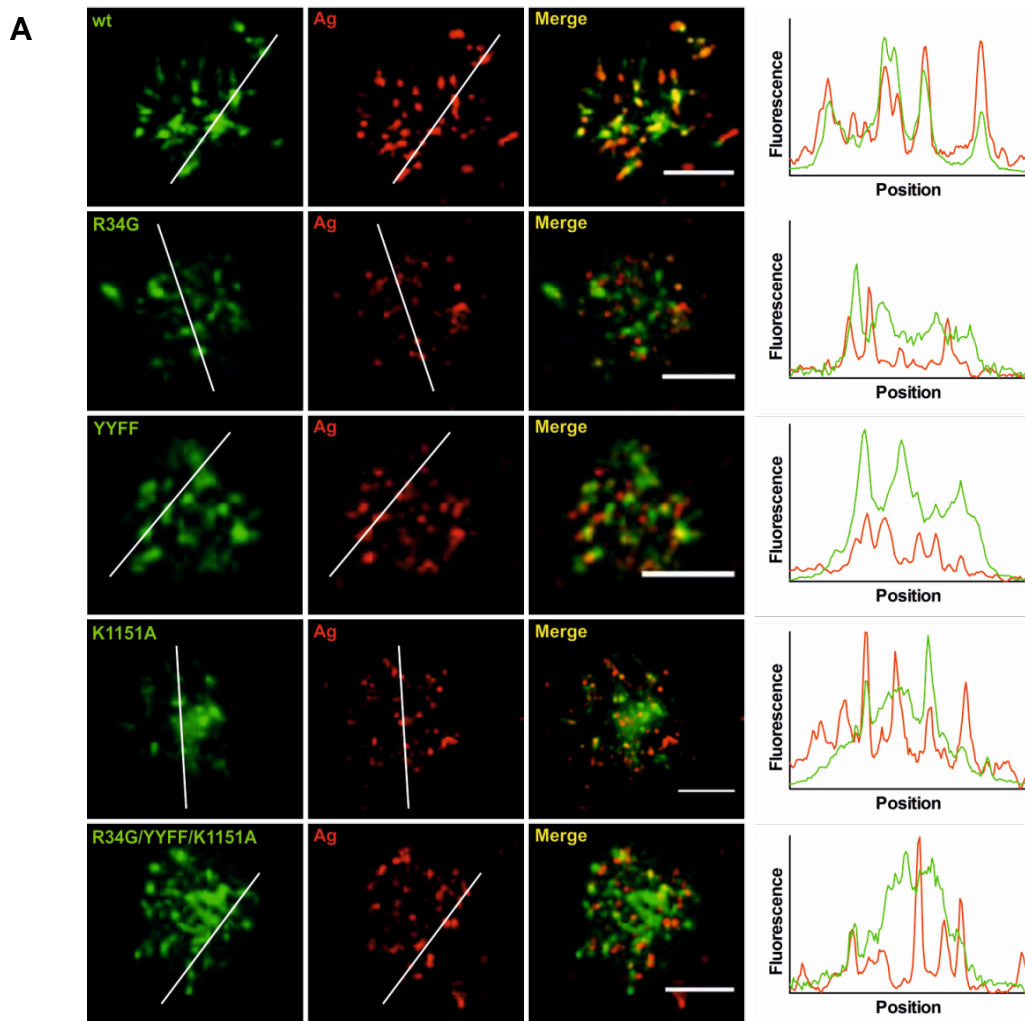 A
wt Ag Merge Fluorescence Position
R34G Ag Merge Fluorescence Position
YYFF Ag Merge Fluorescence Position
K1151A Ag Merge Fluorescence Position
R34G/YYFF/K1151A Ag Merge Fluorescence Position